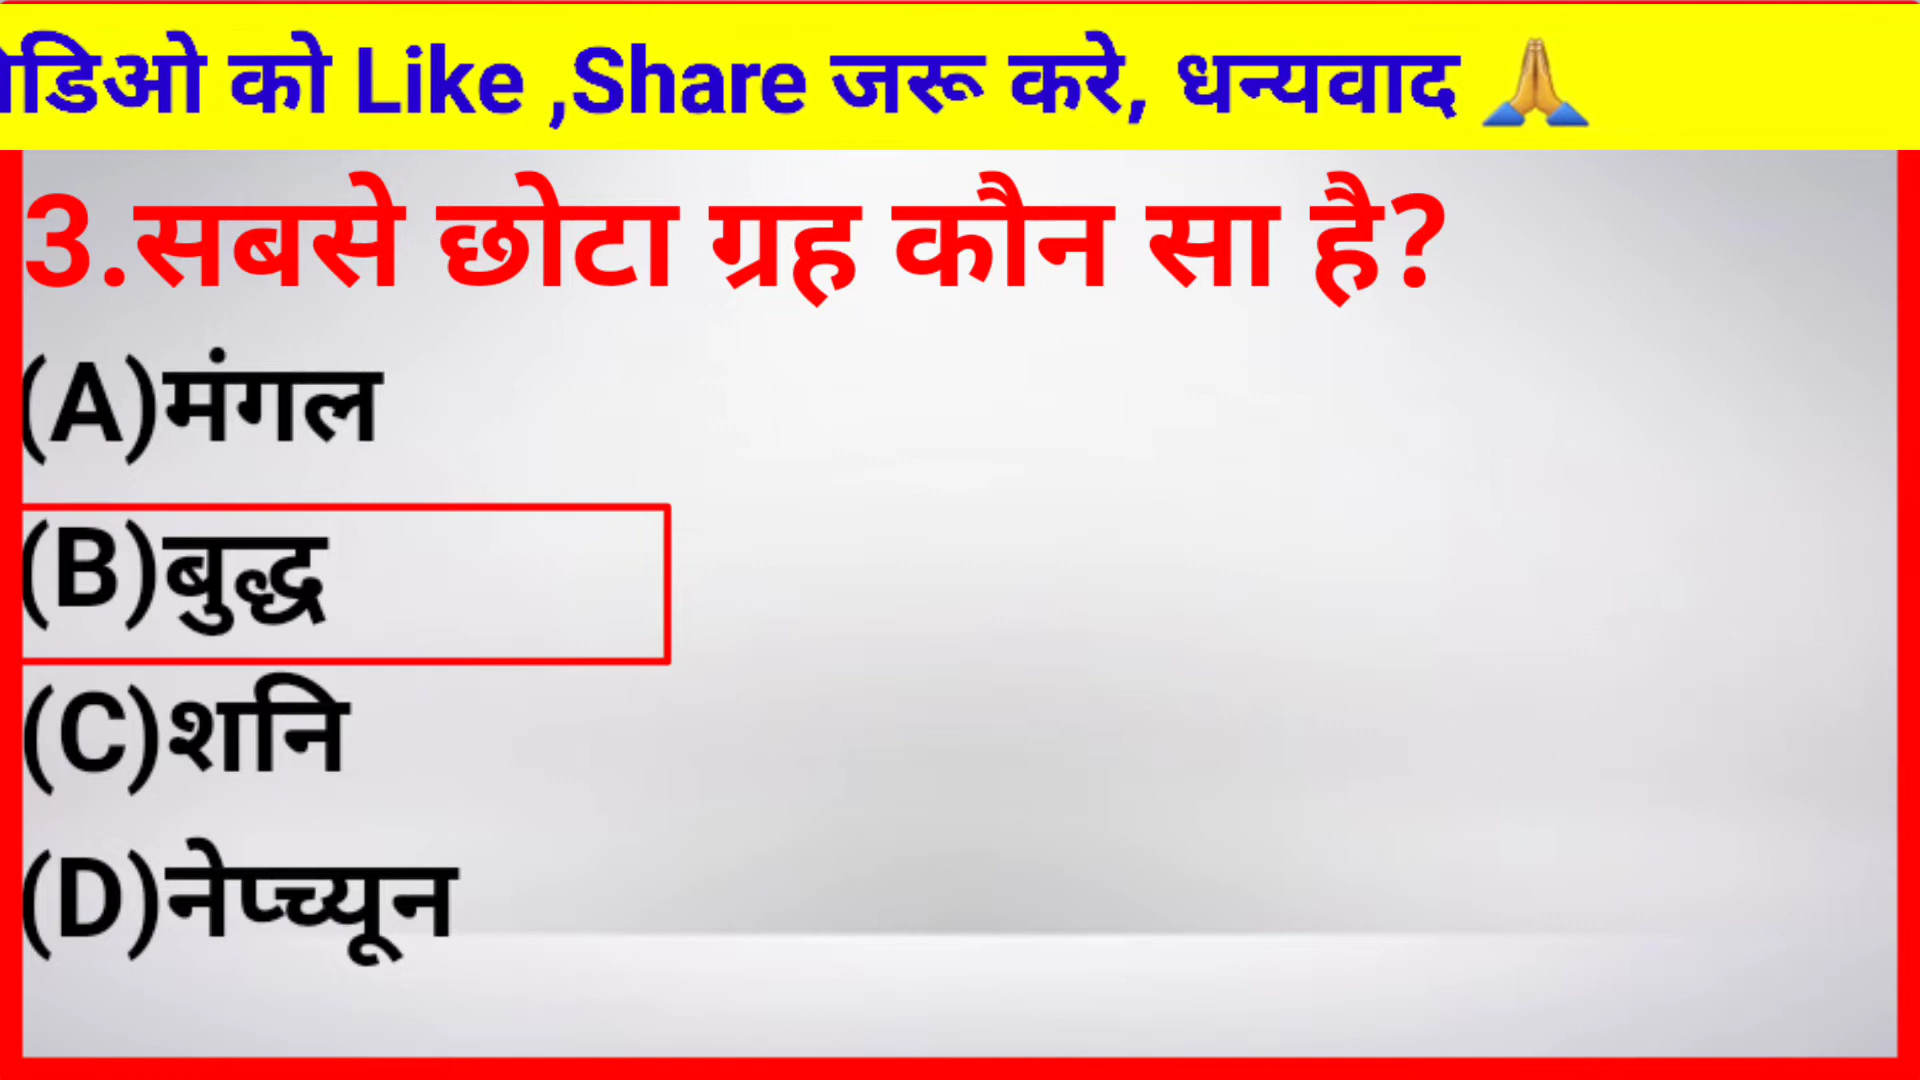 को Like ,Share जरू करे, धन्यवाद 🙏
3.सबसे छोटा ग्रह कौन सा है?
(A)मंगल
(B)बुद्ध
(C)शनि
(D)नेप्च्यून